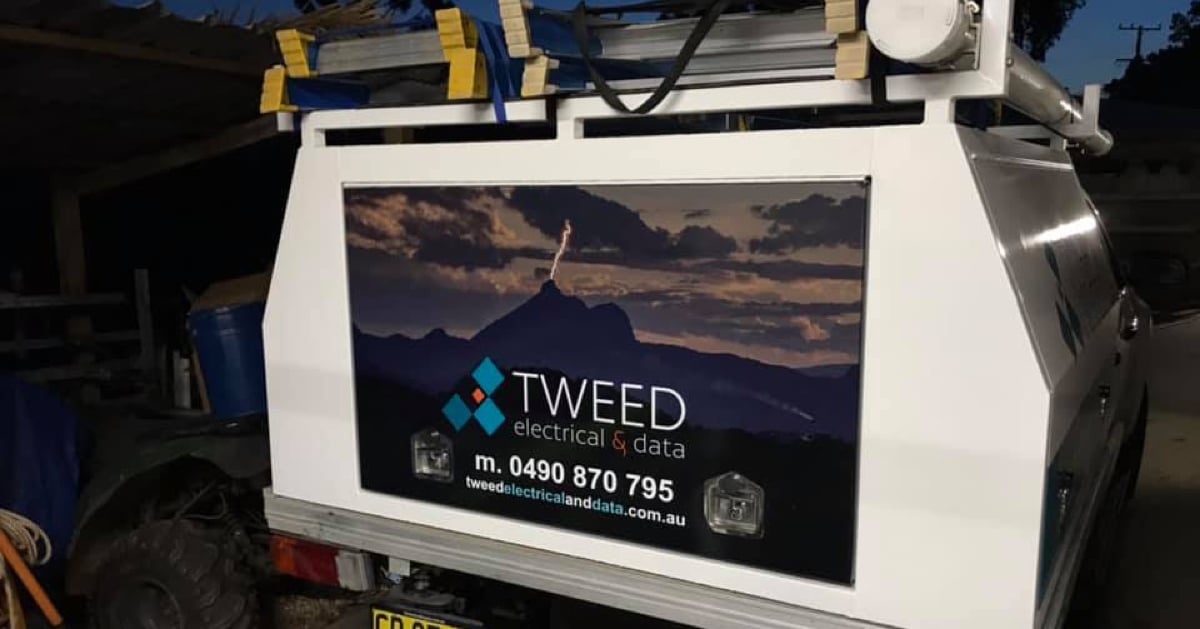 TWEED
electrical & data
m. 0490 870 795
tweedelectricalanddata.com.au